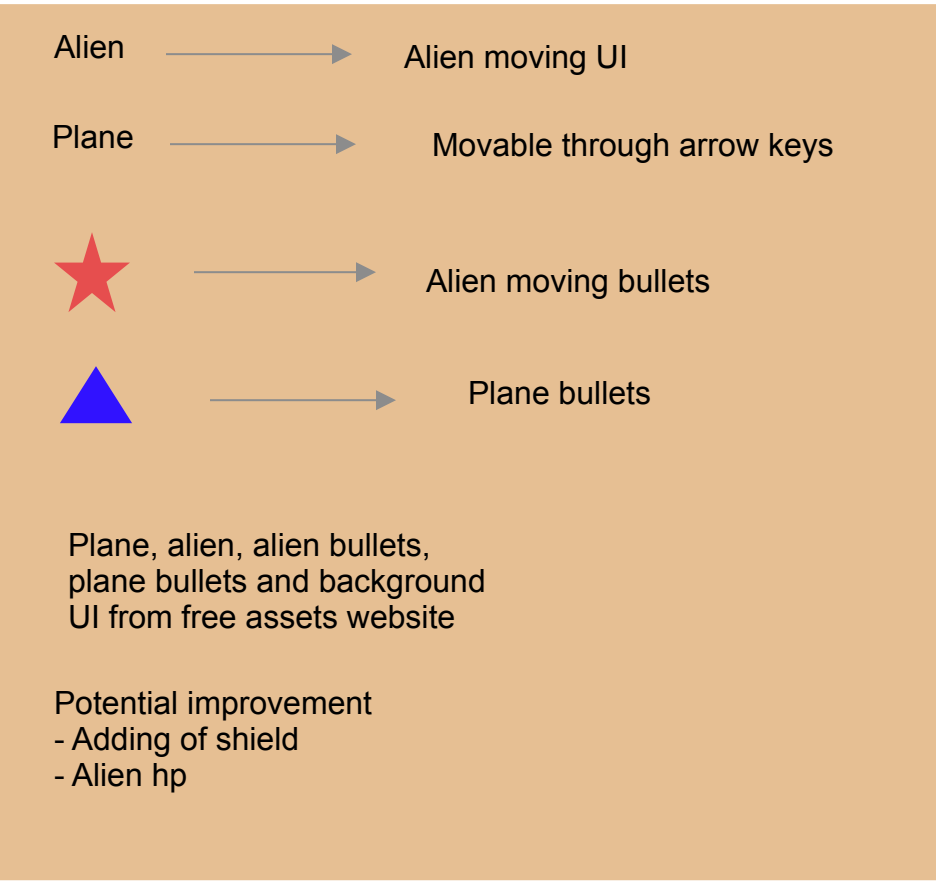 Alien
Alien moving UI
Plane
Movable through arrow keys
Alien moving bullets
Plane bullets
Plane, alien, alien bullets,
plane bullets and background
UI from free assets website
Potential improvement
- Adding of shield
- Alien hp